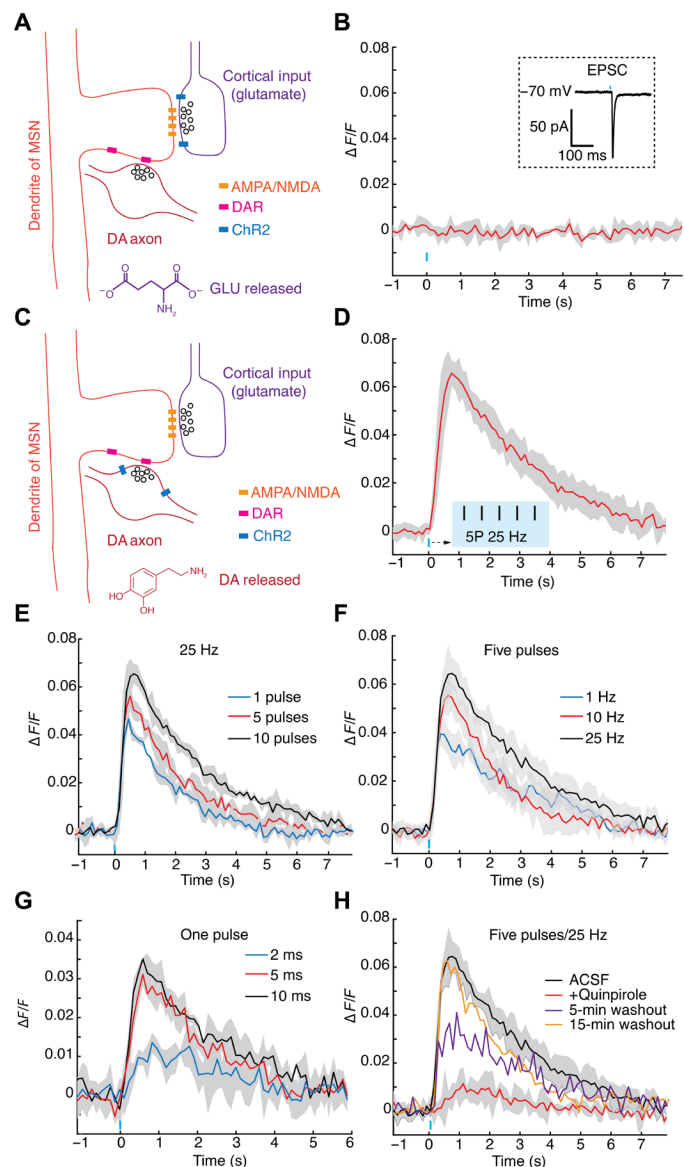 A
Dendrite of MSN
Cortical input
(glutamate)
AMPA/NMDA
DAR
ChR2
DA axon
−O
O
O
O−
NH2
GLU released
B
ΔF/F
0.08
0.06
0.04
0.02
0
EPSC
−70 mV
50 pA
100 ms
−1 0 1 2 3 4 5 6 7
Time (s)
C
Dendrite of MSN
Cortical input
(glutamate)
AMPA/NMDA
DAR
ChR2
DA axon
NH2
HO
OH
DA released
D
ΔF/F
0.08
0.06
0.04
0.02
0
5P 25 Hz
−1 0 1 2 3 4 5 6 7
Time (s)
E
25 Hz
ΔF/F
0.08
0.06
0.04
0.02
0
1 pulse
5 pulses
10 pulses
−1 0 1 2 3 4 5 6 7
Time (s)
F
Five pulses
ΔF/F
0.08
0.06
0.04
0.02
0
1 Hz
10 Hz
25 Hz
−1 0 1 2 3 4 5 6 7
Time (s)
G
One pulse
ΔF/F
0.04
0.03
0.02
0.01
0
2 ms
5 ms
10 ms
−1 0 1 2 3 4 5 6
Time (s)
H
Five pulses/25 Hz
ΔF/F
0.08
0.06
0.04
0.02
0
ACSF
+Quinpirole
5-min washout
15-min washout
−1 0 1 2 3 4 5 6 7
Time (s)